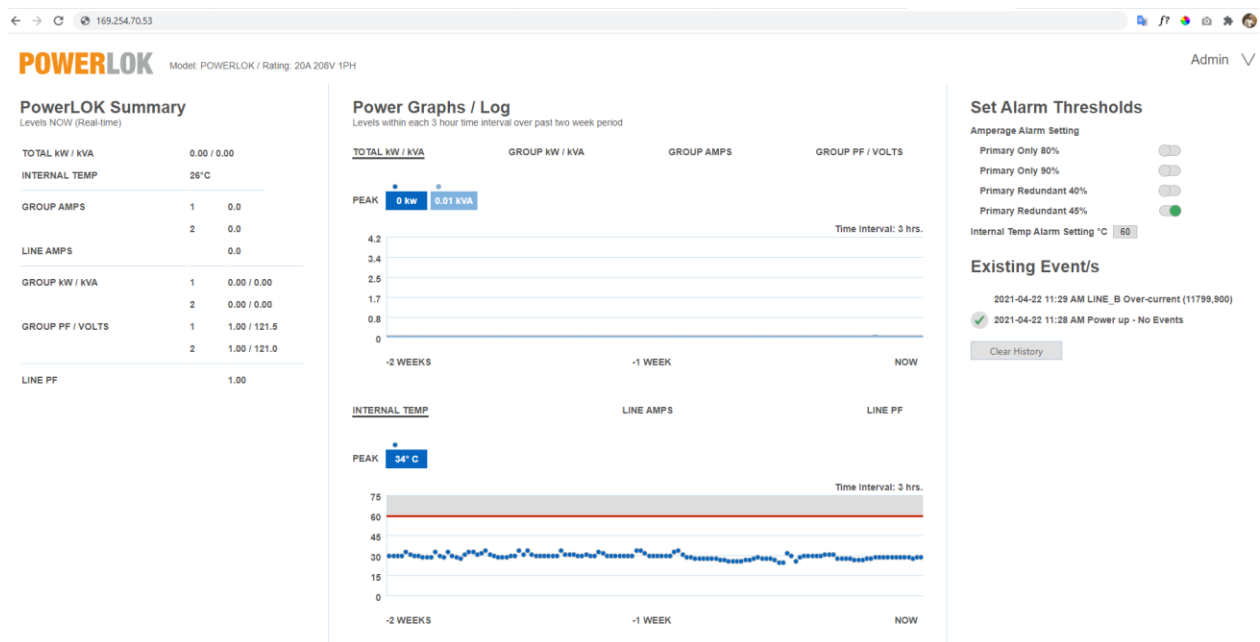 169.254.70.53
f?
POWERLOK Model: POWERLOK / Rating: 20A 208V 1PH
Admin
PowerLOK Summary
Levels NOW (Real-time)
TOTAL kW / kVA 0.00 / 0.00
INTERNAL TEMP 26°C
GROUP AMPS 1 0.0
2 0.0
LINE AMPS 0.0
GROUP kW / kVA 1 0.00 / 0.00
2 0.00 / 0.00
GROUP PF / VOLTS 1 1.00 / 121.5
2 1.00 / 121.0
LINE PF 1.00
Power Graphs / Log
Levels within each 3 hour time interval over past two week period
TOTAL kW / kVA GROUP kW / kVA GROUP AMPS GROUP PF / VOLTS
PEAK 0 kw 0.01 kVA
Time Interval: 3 hrs.
4.2
3.4
2.5
1.7
0.8
0
-2 WEEKS -1 WEEK NOW
INTERNAL TEMP LINE AMPS LINE PF
PEAK 34° C
Time Interval: 3 hrs.
75
60
45
30
15
0
-2 WEEKS -1 WEEK NOW
Set Alarm Thresholds
Amperage Alarm Setting
Primary Only 80%
Primary Only 90%
Primary Redundant 40%
Primary Redundant 45%
Internal Temp Alarm Setting °C 60
Existing Event/s
2021-04-22 11:29 AM LINE_B Over-current (11799,900)
2021-04-22 11:28 AM Power up - No Events
Clear History